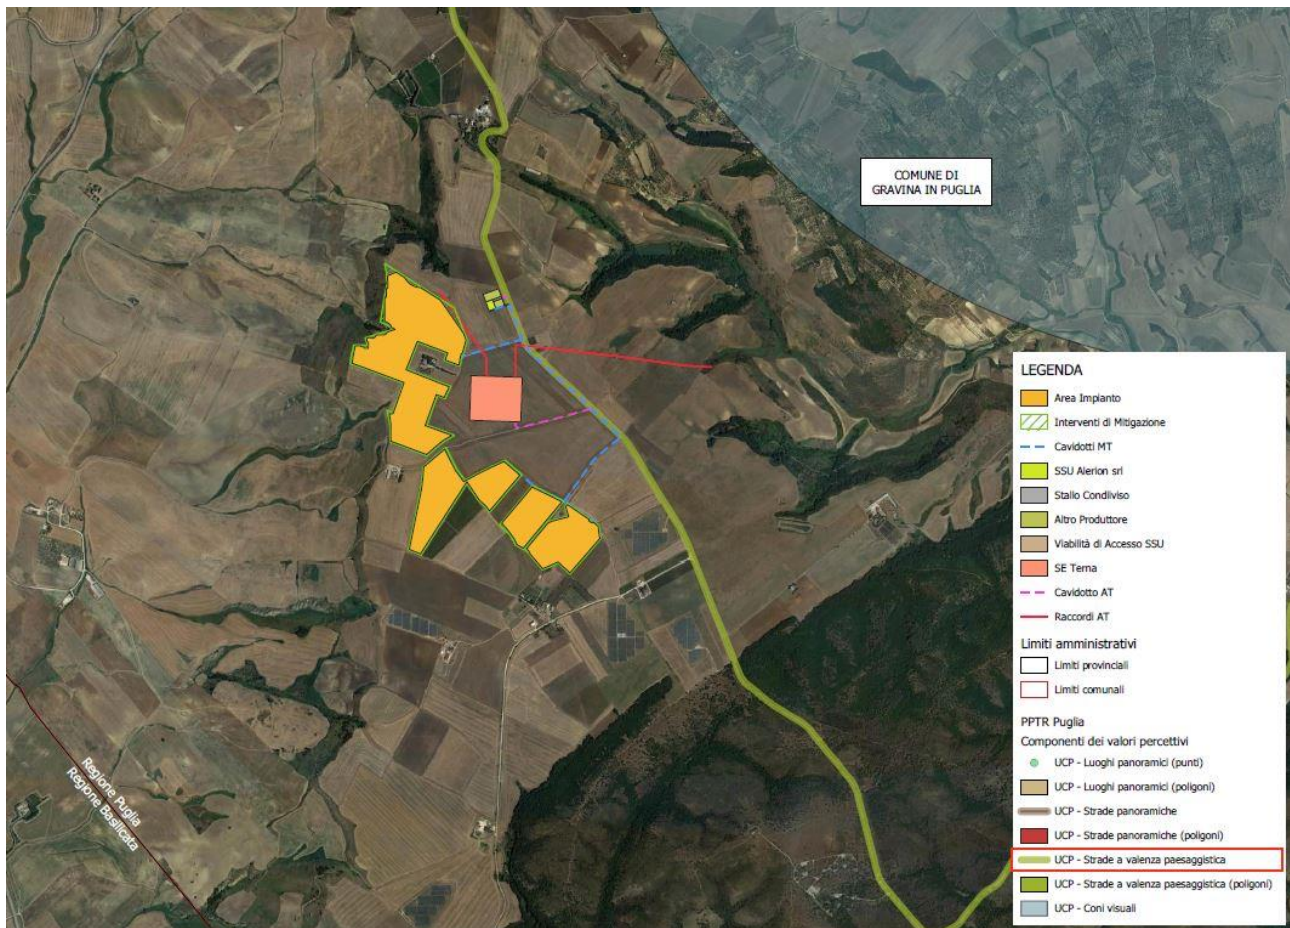 COMUNE DI
GRAVINA IN PUGLIA
LEGENDA
Area Impianto
Interventi di Mitigazione
Cavidotti MT
SSU Alerion srl
Stallo Condiviso
Altro Produttore
Viabilità di Accesso SSU
SE Terna
Cavidotto AT
Raccordi AT
Limiti amministrativi
Limiti provinciali
Limiti comunali
PPTR Puglia
Componenti dei valori percettivi
UCP - Luoghi panoramici (punti)
UCP - Luoghi panoramici (poligoni)
UCP - Strade panoramiche
UCP - Strade panoramiche (poligoni)
UCP - Strade a valenza paesaggistica
UCP - Strade a valenza paesaggistica (poligoni)
UCP - Coni visuali
Regione Puglia
Regione Basilicata